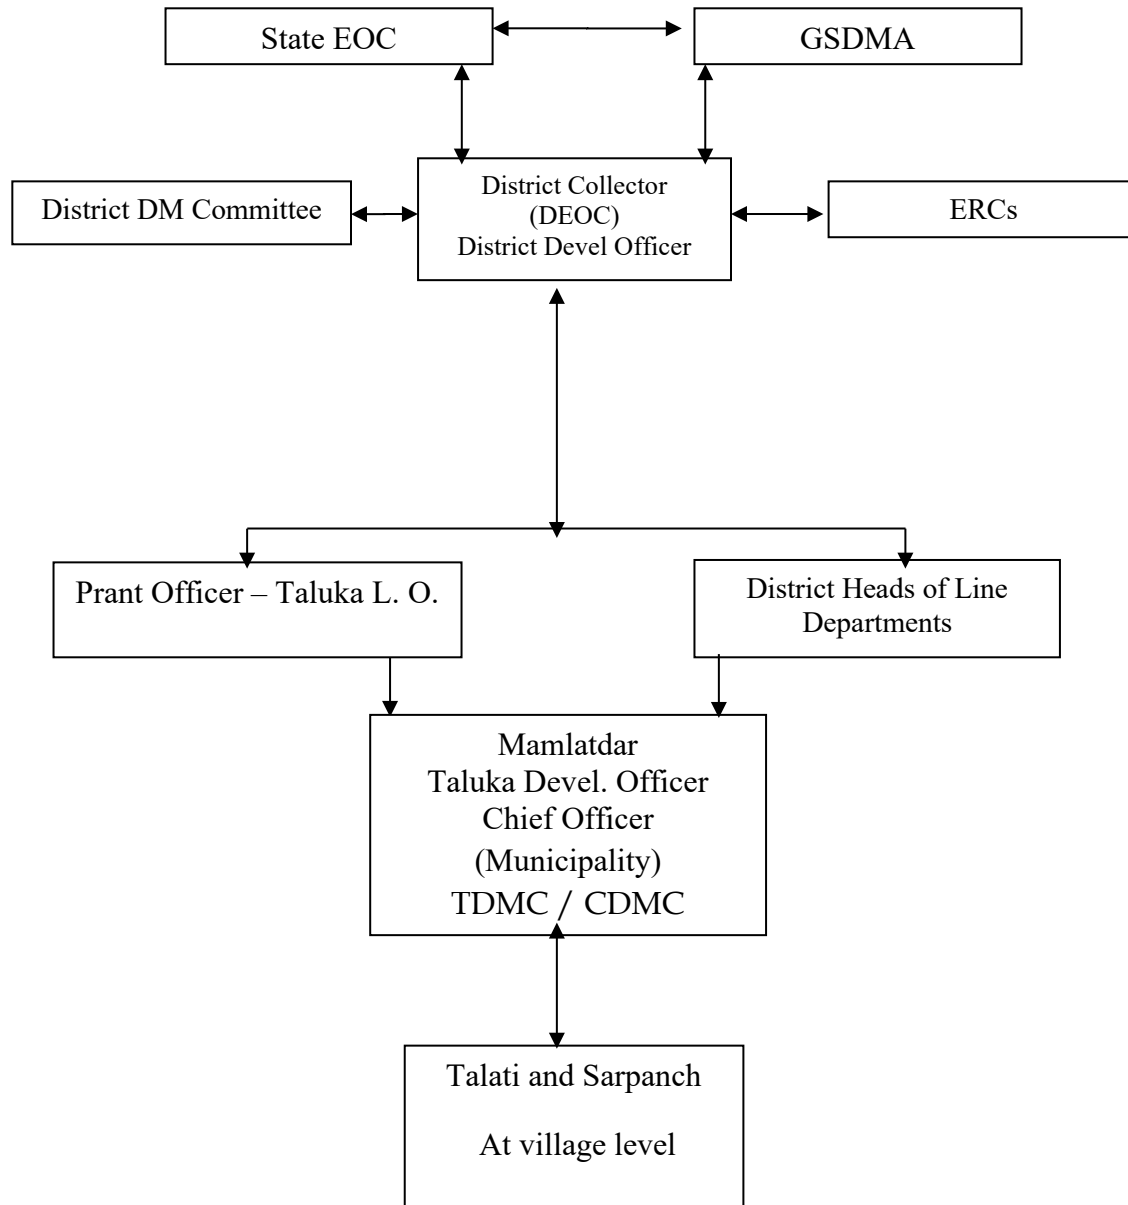 State EOC
GSDMA
District DM Committee
District Collector
(DEOC)
District Devel Officer
ERCs
Prant Officer – Taluka L. O.
District Heads of Line
Departments
Mamlatdar
Taluka Devel. Officer
Chief Officer
(Municipality)
TDMC / CDMC
Talati and Sarpanch
At village level